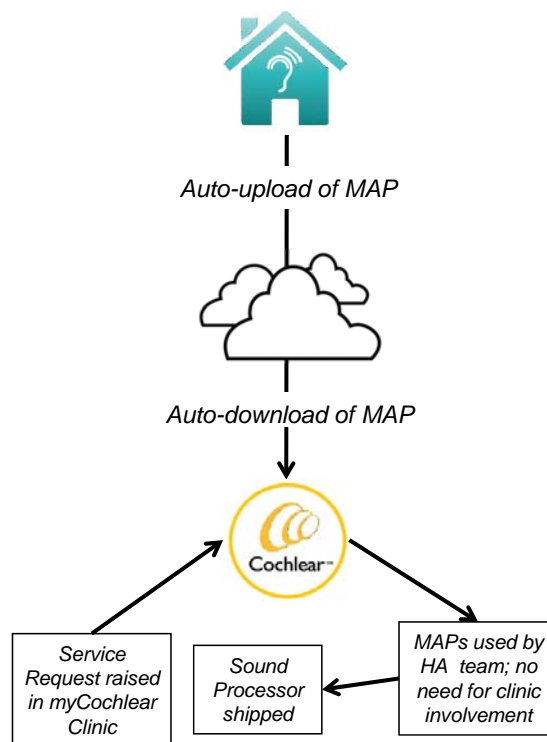 Auto-upload of MAP
Auto-download of MAP
Cochlear™
Service
Request raised
in myCochlear
Clinic
Sound
Processor
shipped
MAPs used by
HA team; no
need for clinic
involvement